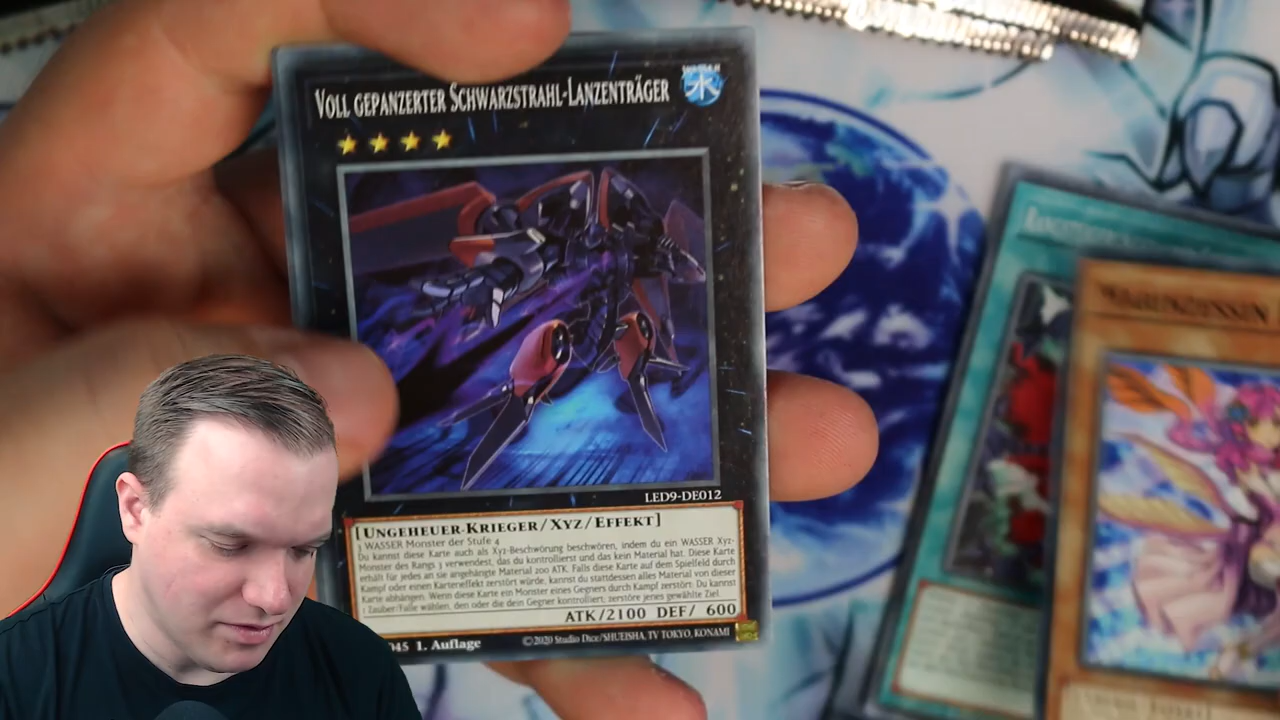 Voll gepanzerter Schwarzstrahl-Lanzenträger
水
LED9-DE012
[Ungeheuer-Krieger/Xyz/Effekt]
3 WASSER Monster der Stufe 4
Du kannst diese Karte auch als Xyz-Beschwörung beschwören, indem du ein WASSER Xyz-
Monster des Rangs 3 verwendest, das du kontrollierst und das kein Material hat. Diese Karte
erhält für jedes an sie angehängte Material 200 ATK. Falls diese Karte auf dem Spielfeld durch
Kampf oder einen Karteneffekt zerstört würde, kannst du stattdessen alles Material von dieser
Karte abhängen. Wenn diese Karte ein Monster eines Gegners durch Kampf zerstört: Du kannst
1 Zauber/Falle wählen, den oder die dein Gegner kontrolliert; zerstöre jenes gewählte Ziel.
ATK/2100 DEF/ 600
045 1. Auflage
©2020 Studio Dice/SHUEISHA, TV TOKYO, KONAMI